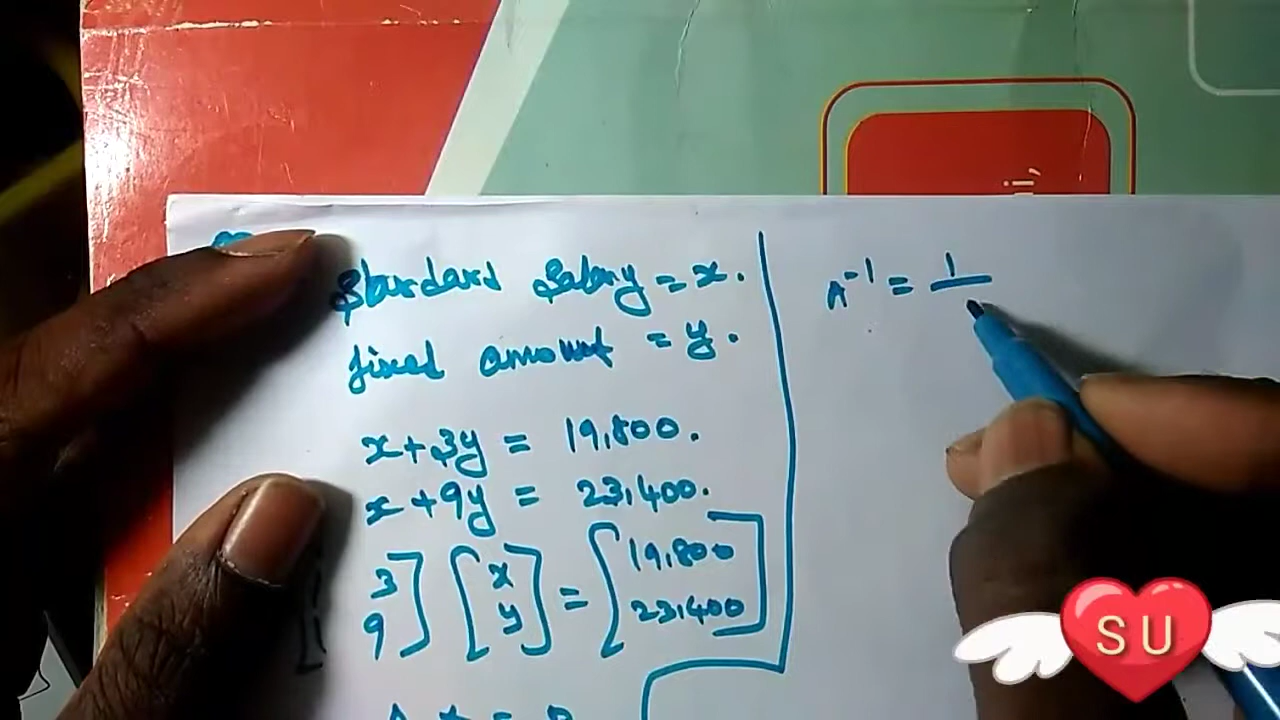 Standard Salary = x.
fixed amount = y.
x + 3y = 19,800.
x + 9y = 23,400.
3] [x] = [19,800
9] [y] = 23,400]
A⁻¹ = 1
i,
SU